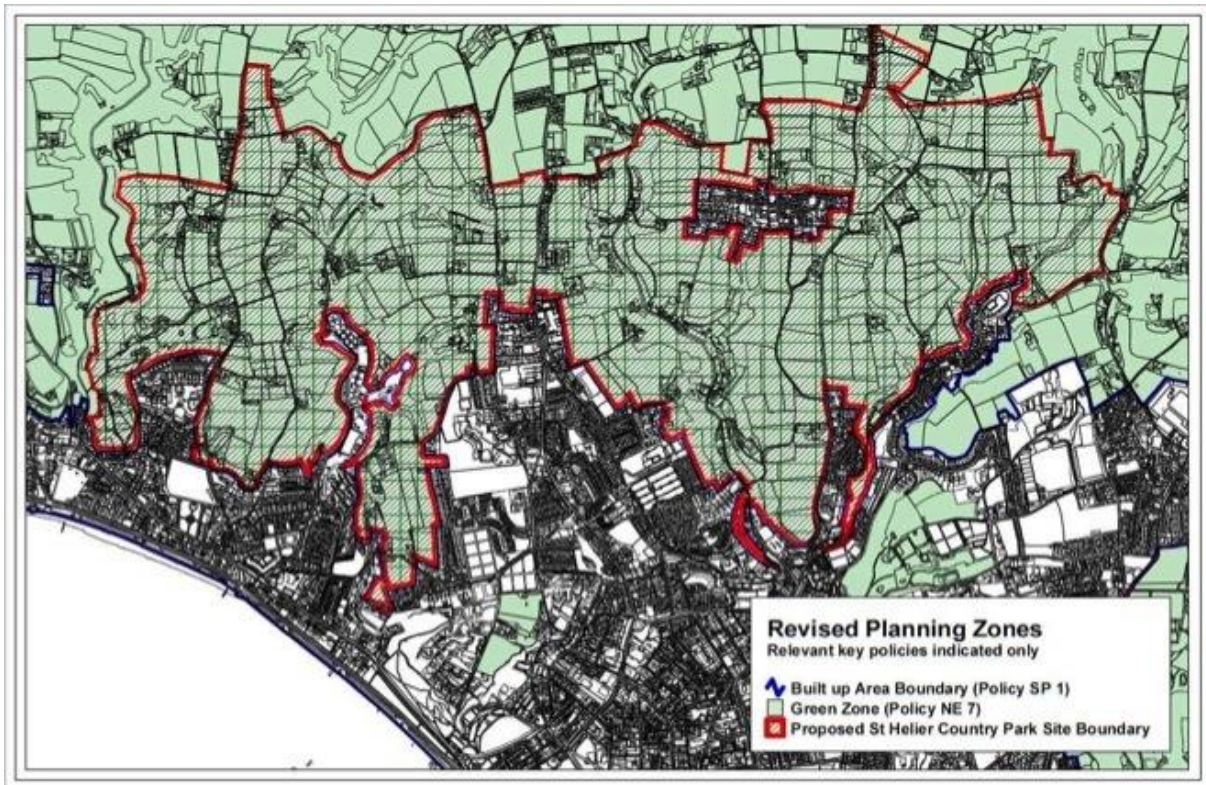 Revised Planning Zones
Relevant key policies indicated only
Built up Area Boundary (Policy SP 1)
Green Zone (Policy NE 7)
Proposed St Helier Country Park Site Boundary